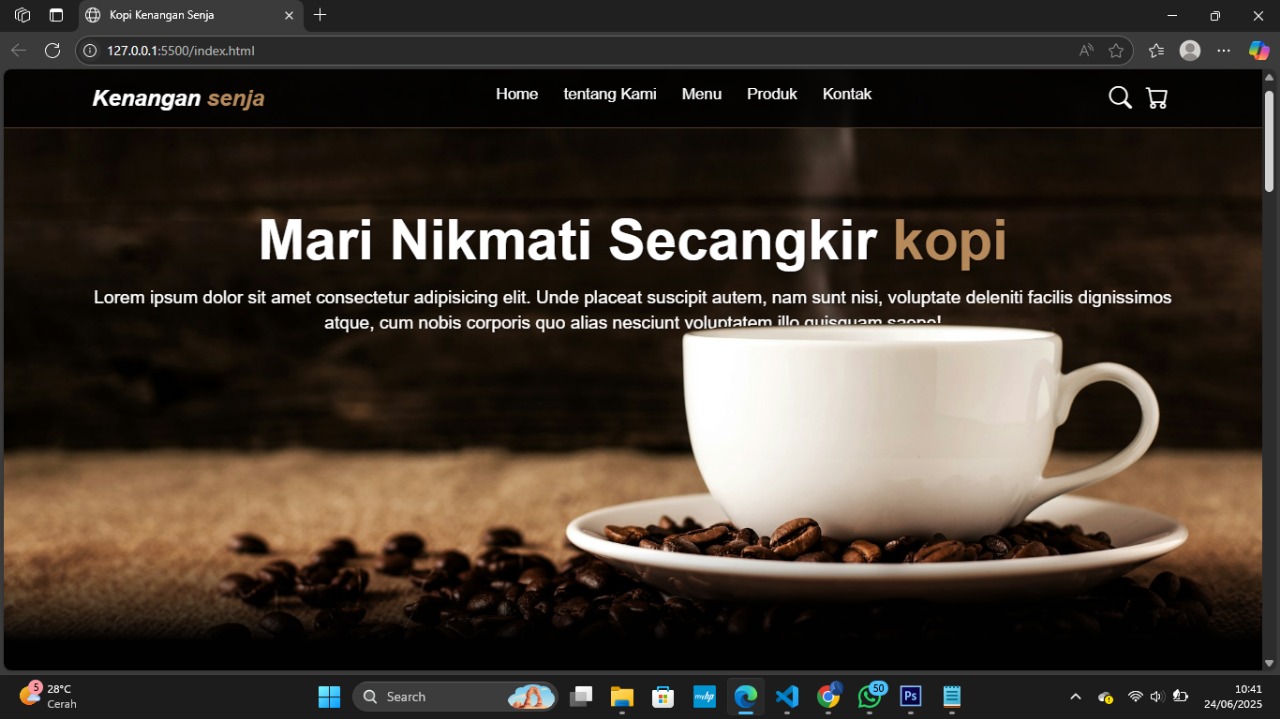 Kopi Kenangan Senja
127.0.0.1:5500/index.html
Kenangan senja
Home tentang Kami Menu Produk Kontak
Mari Nikmati Secangkir kopi
Lorem ipsum dolor sit amet consectetur adipisicing elit. Unde placeat suscipit autem, nam sunt nisi, voluptate deleniti facilis dignissimos
atque, cum nobis corporis quo alias nesciunt voluptatem illo quisquam saepe!
5
28°C
Cerah
Search
myhp
50
Ps
10:41
24/06/2025